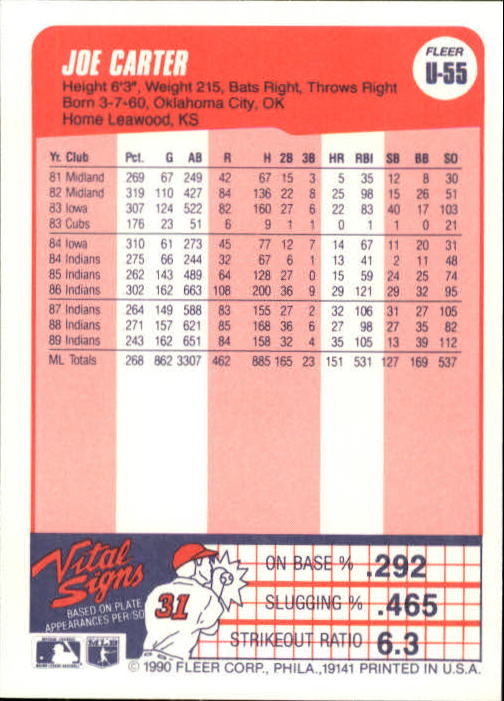 JOE CARTER
FLEER
U-55
Height 6'3", Weight 215, Bats Right, Throws Right
Born 3-7-60, Oklahoma City, OK
Home Leawood, KS
Yr. Club Pct. G AB R H 2B 3B HR RBI SB BB SO
81 Midland 269 67 249 42 67 15 3 5 35 12 8 30
82 Midland 319 110 427 84 136 22 8 25 98 15 26 51
83 Iowa 307 124 522 82 160 27 6 22 83 40 17 103
83 Cubs 176 23 51 6 9 1 1 0 1 1 0 21
84 Iowa 310 61 273 45 77 12 7 14 67 11 20 31
84 Indians 275 66 244 32 67 6 1 13 41 2 11 48
85 Indians 262 143 489 64 128 27 0 15 59 24 25 74
86 Indians 302 162 663 108 200 36 9 29 121 29 32 95
87 Indians 264 149 588 83 155 27 2 32 106 31 27 105
88 Indians 271 157 621 85 168 36 6 27 98 27 35 82
89 Indians 243 162 651 84 158 32 4 35 105 13 39 112
ML Totals 268 862 3307 462 885 165 23 151 531 127 169 537
Vital
Signs
BASED ON PLATE
APPEARANCES PER/SO
31
ON BASE % .292
SLUGGING % .465
STRIKEOUT RATIO 6.3
© 1990 FLEER CORP., PHILA.,19141 PRINTED IN U.S.A.